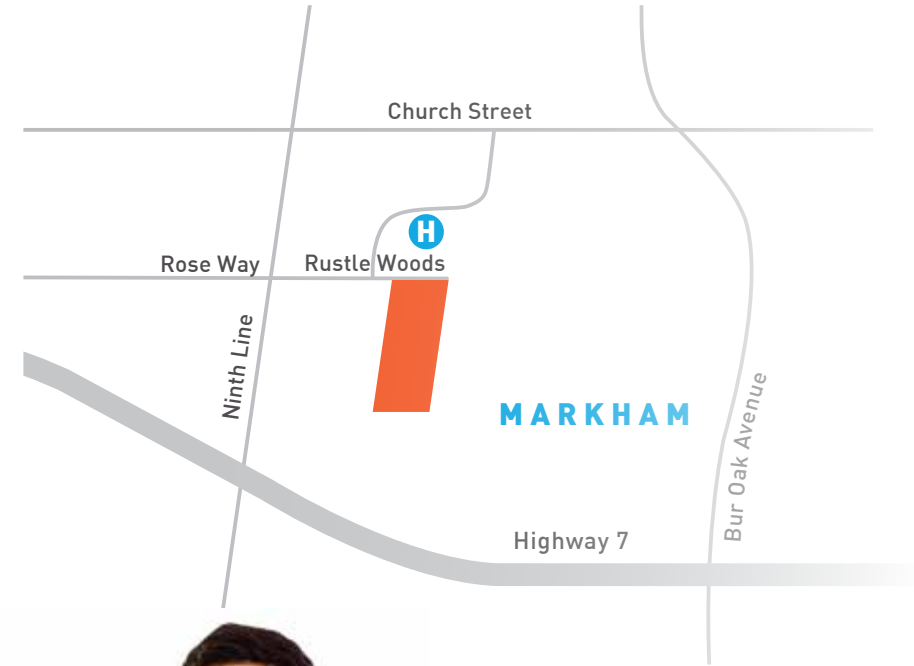 Church Street
H
Rose Way
Rustle Woods
Ninth Line
MARKHAM
Bur Oak Avenue
Highway 7